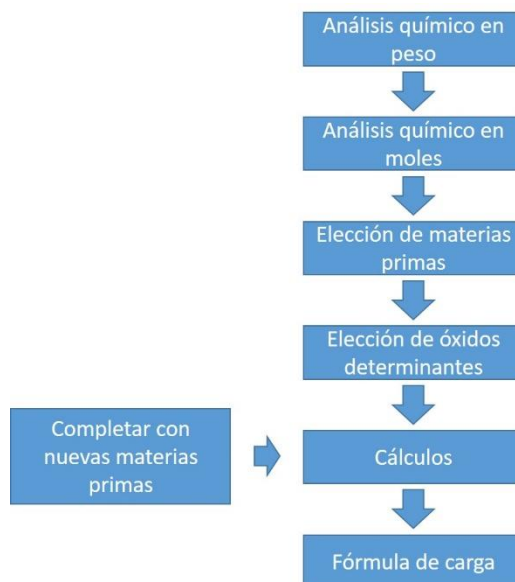 Análisis químico en
peso
Análisis químico en
moles
Elección de materias
primas
Elección de óxidos
determinantes
Completar con
nuevas materias
primas
Cálculos
Fórmula de carga